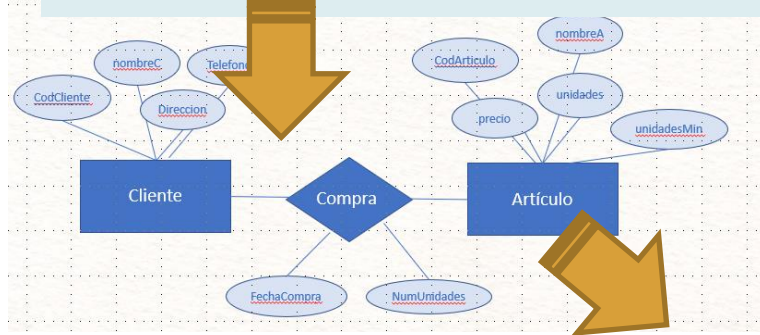 nombreA
nombreC
Telefono
CodArticulo
CodCliente
Direccion
unidades
precio
unidadesMin
Cliente
Compra
Artículo
FechaCompra
NumUnidades